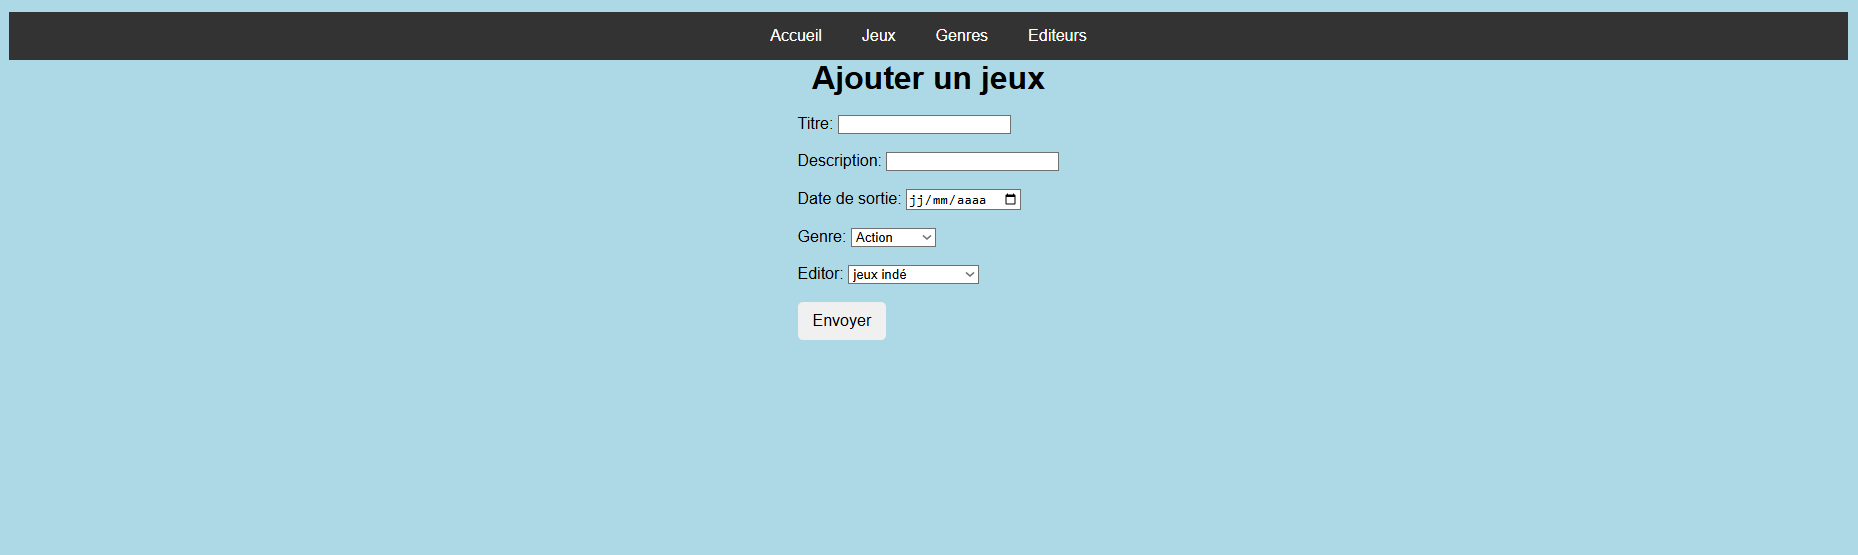 Accueil Jeux Genres Editeurs
Ajouter un jeux
Titre:
Description:
Date de sortie: jj/mm/aaaa
Genre: Action
Editor: jeux indé
Envoyer